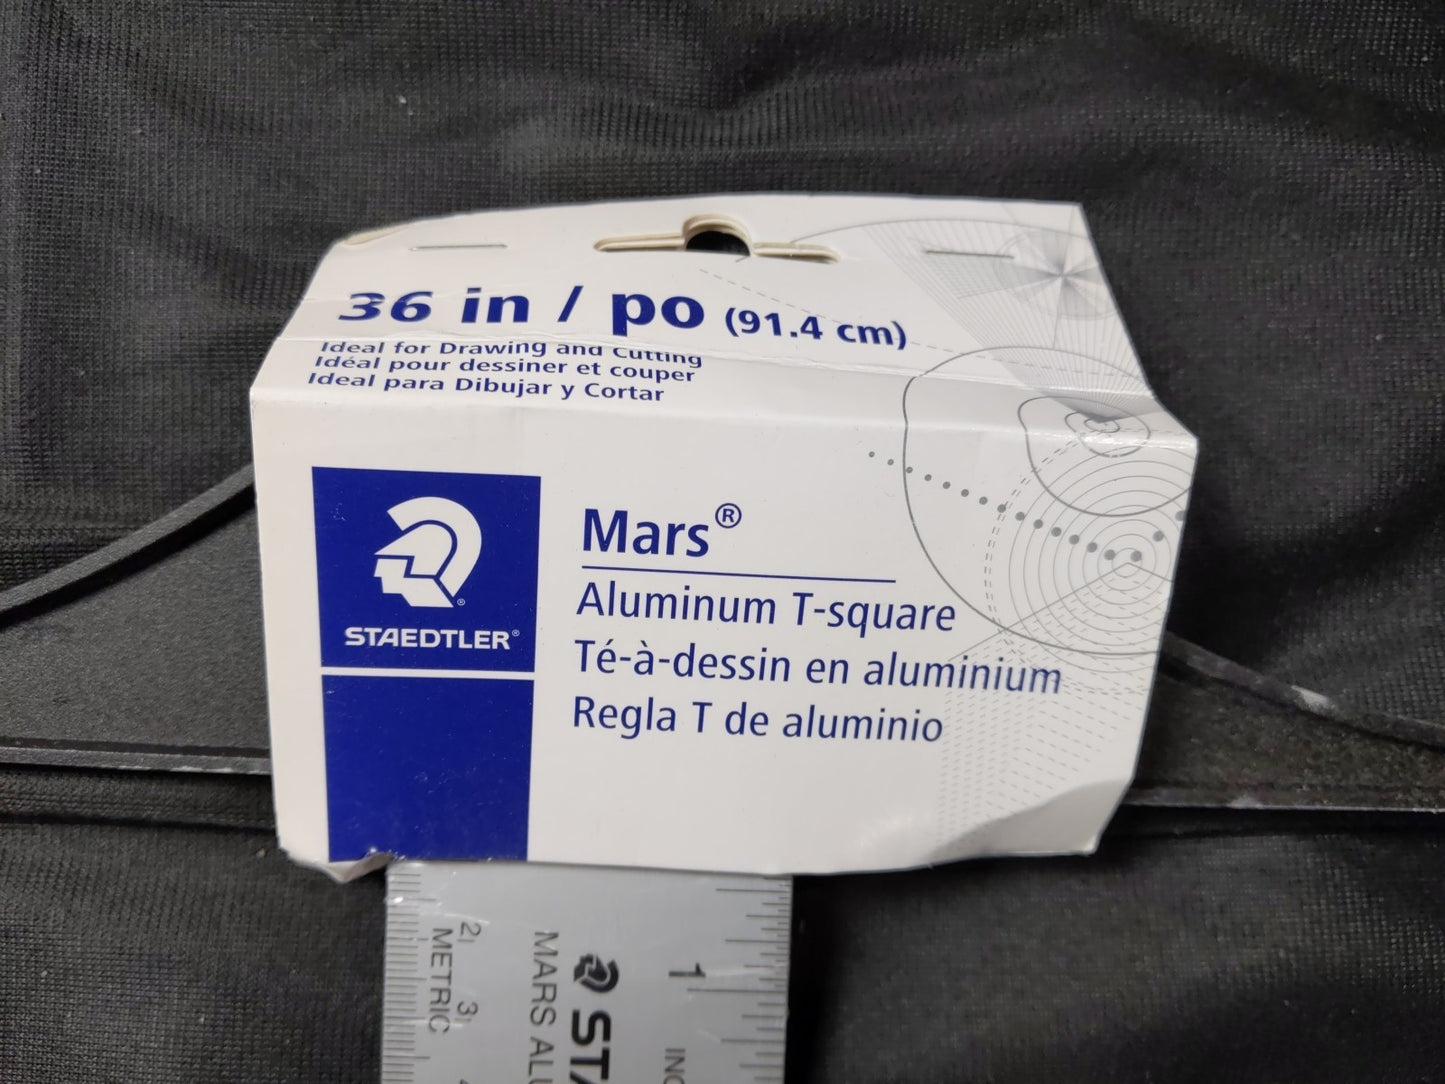 36 in / po (91.4 cm)
Ideal for Drawing and Cutting
Idéal pour dessiner et couper
Ideal para Dibujar y Cortar
STAEDTLER®
Mars®
Aluminum T-square
Té-à-dessin en aluminium
Regla T de aluminio
2
3
METRIC
MARS
1